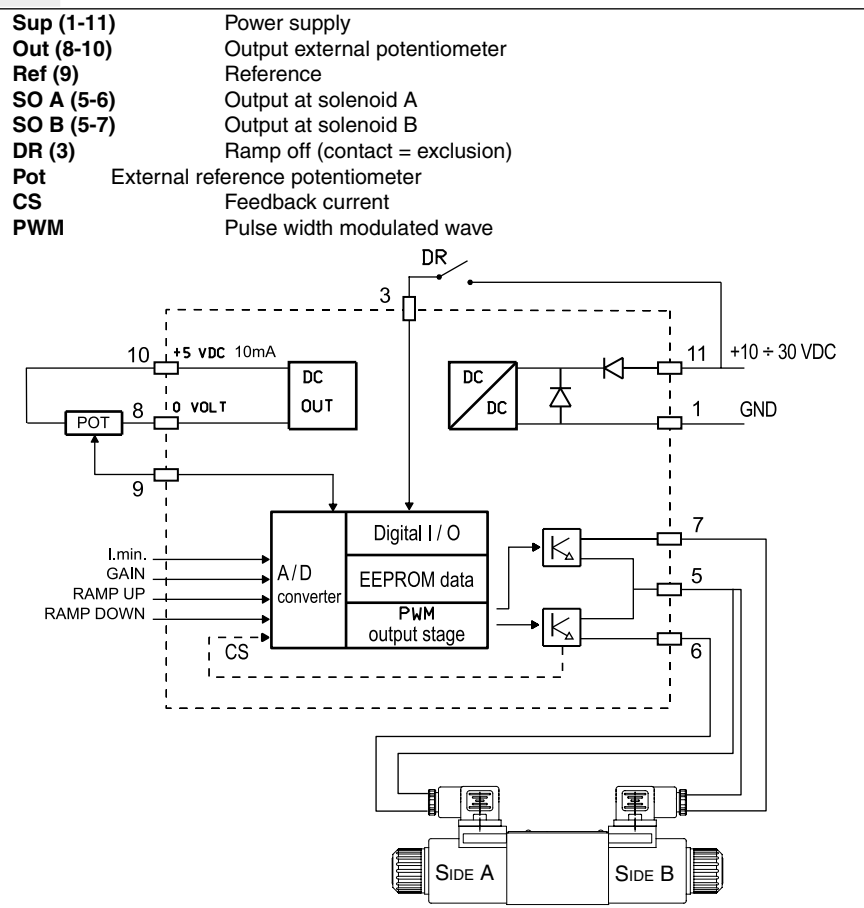 Sup (1-11) Power supply
Out (8-10) Output external potentiometer
Ref (9) Reference
SO A (5-6) Output at solenoid A
SO B (5-7) Output at solenoid B
DR (3) Ramp off (contact = exclusion)
Pot External reference potentiometer
CS Feedback current
PWM Pulse width modulated wave
DR
3
10 +5 VDC 10mA
DC
OUT
DC
DC
11 +10 ÷ 30 VDC
POT
8 0 VOLT
1 GND
9
7
Digital I / O
I.min.
GAIN
RAMP UP
RAMP DOWN
A/D
converter
EEPROM data
5
PWM
output stage
6
CS
SIDE A
SIDE B